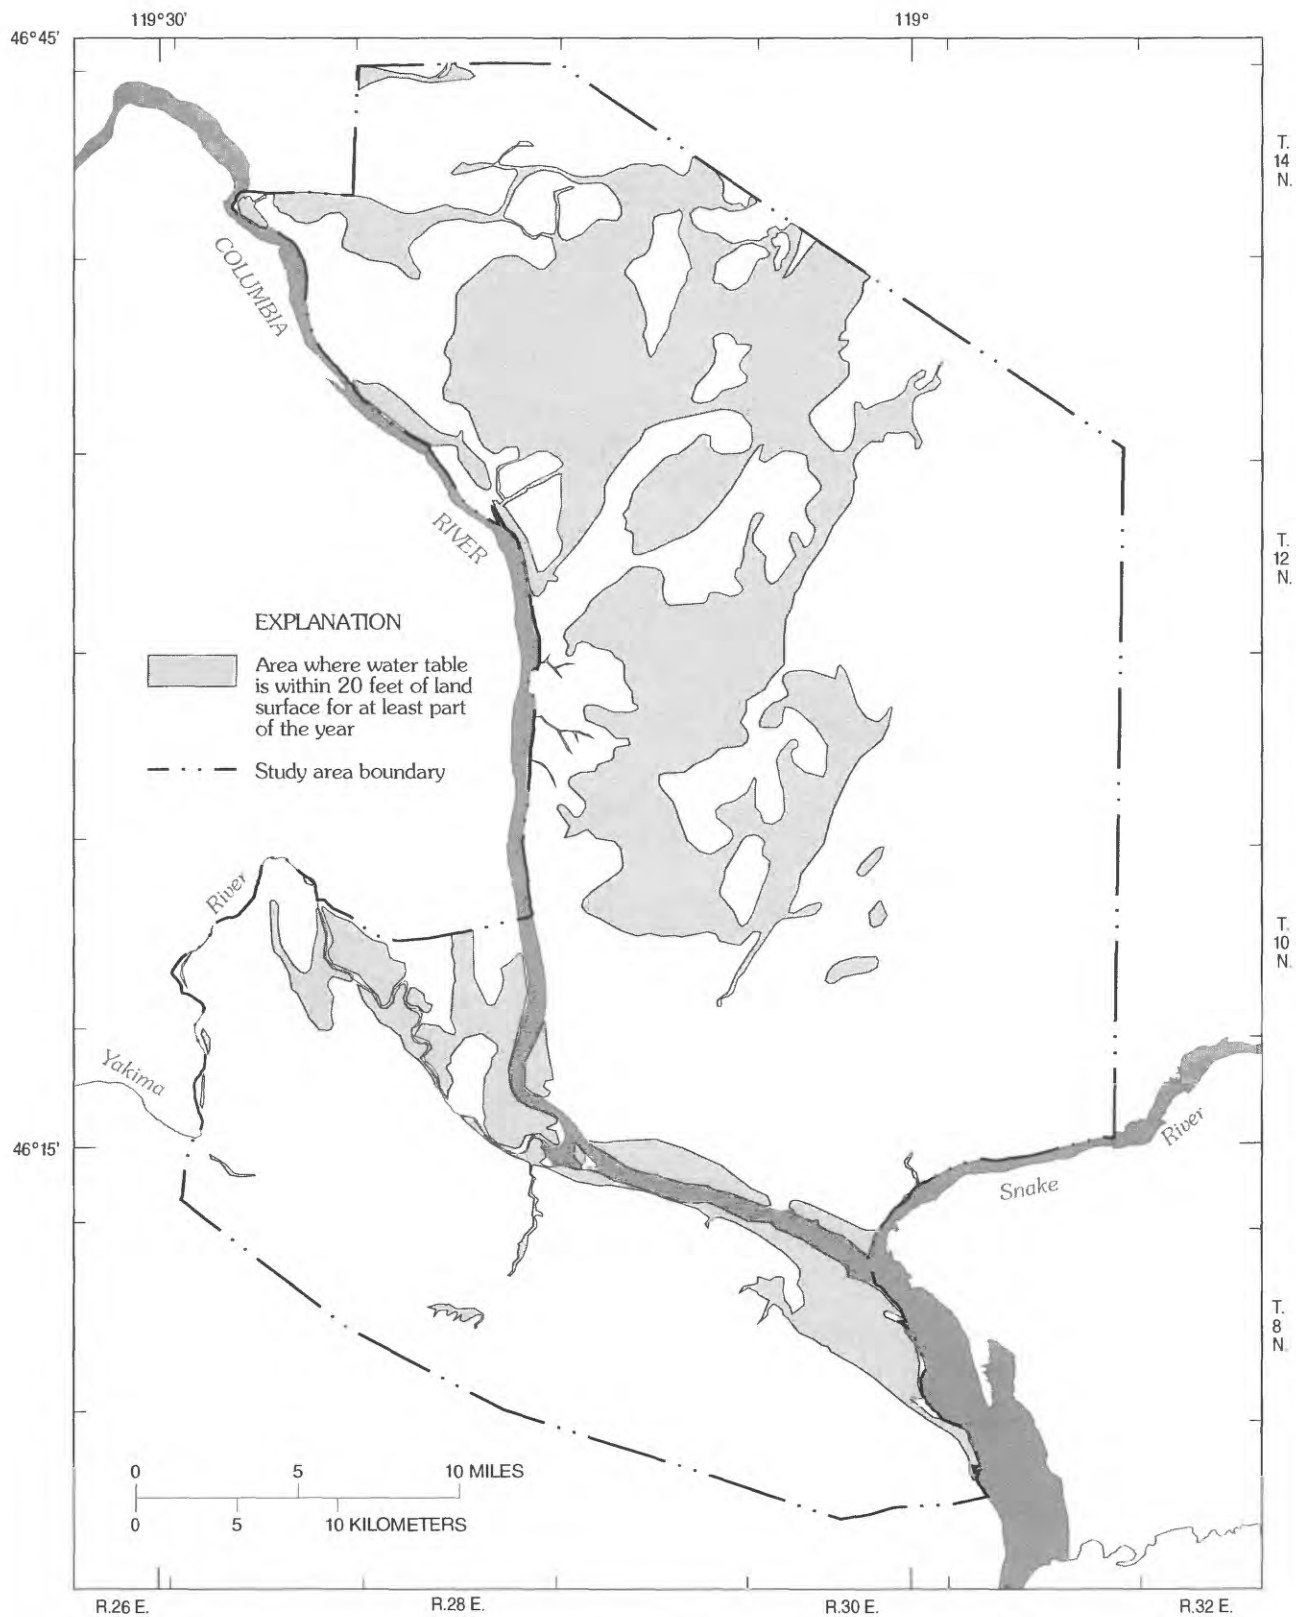 119°30'
119°
46°45'
T.
14
N.
COLUMBIA
RIVER
T.
12
N.
EXPLANATION
Area where water table
is within 20 feet of land
surface for at least part
of the year
Study area boundary
River
T.
10
N.
Yakima
46°15'
River
Snake
T.
8
N.
0 5 10 MILES
0 5 10 KILOMETERS
R.26 E. R.28 E. R.30 E. R.32 E.